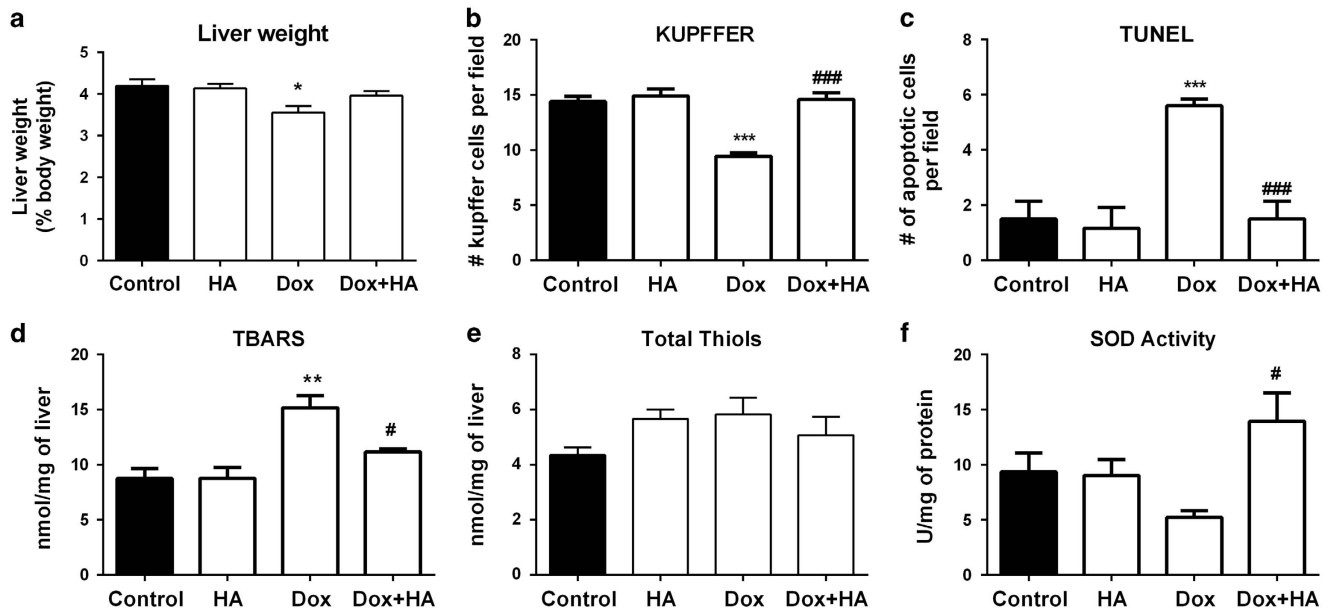 a
Liver weight
Liver weight
(% body weight)
5
4
3
2
1
0
*
Control HA Dox Dox+HA
b
KUPFFER
# kupffer cells per field
20
15
10
5
0
***
###
Control HA Dox Dox+HA
c
TUNEL
# of apoptotic cells
per field
8
6
4
2
0
***
###
Control HA Dox Dox+HA
d
TBARS
nmol/mg of liver
20
15
10
5
0
**
#
Control HA Dox Dox+HA
e
Total Thiols
nmol/mg of liver
8
6
4
2
0
Control HA Dox Dox+HA
f
SOD Activity
U/mg of protein
20
15
10
5
0
#
Control HA Dox Dox+HA